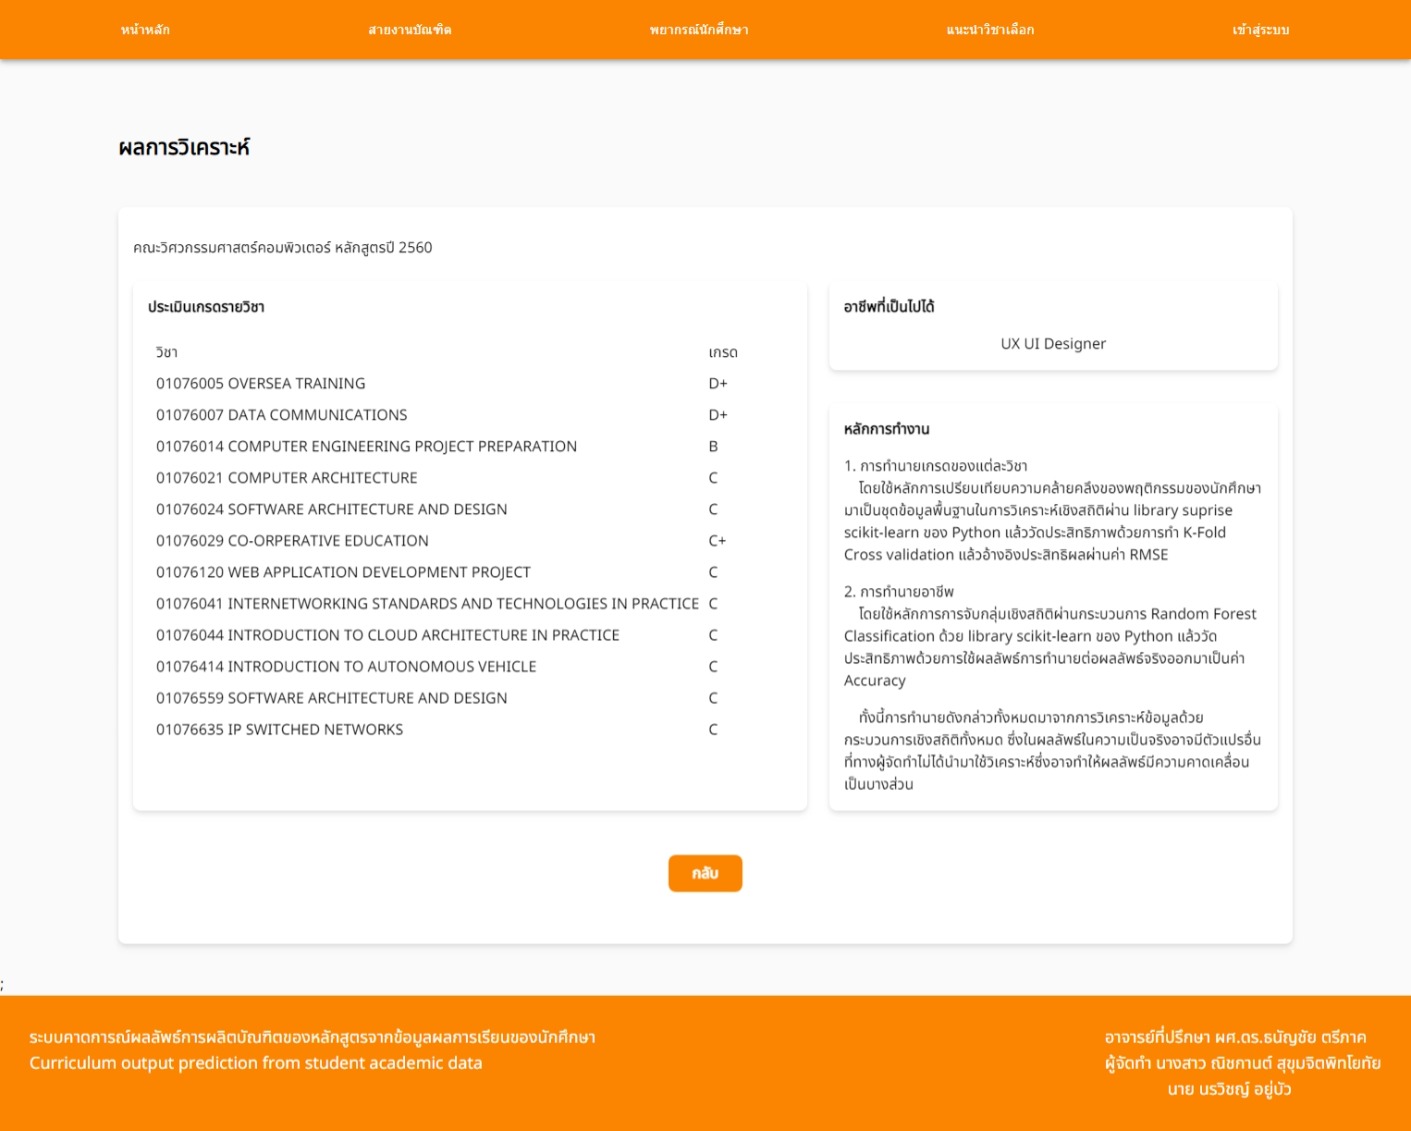 หน้าหลัก
สายงานบัณฑิต
พยากรณ์นักศึกษา
แนะนำวิชาเลือก
เข้าสู่ระบบ
ผลการวิเคราะห์
คณะวิศวกรรมศาสตร์คอมพิวเตอร์ หลักสูตรปี 2560
ประเมินเกรดรายวิชา
วิชา เกรด
01076005 OVERSEA TRAINING D+
01076007 DATA COMMUNICATIONS D+
01076014 COMPUTER ENGINEERING PROJECT PREPARATION B
01076021 COMPUTER ARCHITECTURE C
01076024 SOFTWARE ARCHITECTURE AND DESIGN C
01076029 CO-ORPERATIVE EDUCATION C+
01076120 WEB APPLICATION DEVELOPMENT PROJECT C
01076041 INTERNETWORKING STANDARDS AND TECHNOLOGIES IN PRACTICE C
01076044 INTRODUCTION TO CLOUD ARCHITECTURE IN PRACTICE C
01076414 INTRODUCTION TO AUTONOMOUS VEHICLE C
01076559 SOFTWARE ARCHITECTURE AND DESIGN C
01076635 IP SWITCHED NETWORKS C
อาชีพที่เป็นไปได้
UX UI Designer
หลักการทำงาน
1. การทำนายเกรดของแต่ละวิชา
โดยใช้หลักการเปรียบเทียบความคล้ายคลึงของพฤติกรรมของนักศึกษา
มาเป็นชุดข้อมูลพื้นฐานในการวิเคราะห์เชิงสถิติผ่าน library suprise
scikit-learn ของ Python แล้ววัดประสิทธิภาพด้วยการทำ K-Fold
Cross validation แล้วอ้างอิงประสิทธิผลผ่านค่า RMSE
2. การทำนายอาชีพ
โดยใช้หลักการการจับกลุ่มเชิงสถิติผ่านกระบวนการ Random Forest
Classification ด้วย library scikit-learn ของ Python แล้ววัด
ประสิทธิภาพด้วยการใช้ผลลัพธ์การทำนายต่อผลลัพธ์จริงออกมาเป็นค่า
Accuracy
ทั้งนี้การทำนายดังกล่าวทั้งหมดมาจากการวิเคราะห์ข้อมูลด้วย
กระบวนการเชิงสถิติทั้งหมด ซึ่งในผลลัพธ์ในความเป็นจริงอาจมีตัวแปรอื่น
ที่ทางผู้จัดทำไม่ได้นำมาใช้วิเคราะห์ซึ่งอาจทำให้ผลลัพธ์มีความคาดเคลื่อน
เป็นบางส่วน
กลับ
;
ระบบคาดการณ์ผลลัพธ์การผลิตบัณฑิตของหลักสูตรจากข้อมูลผลการเรียนของนักศึกษา
Curriculum output prediction from student academic data
อาจารย์ที่ปรึกษา ผศ.ดร.ธนัญชัย ตรีภาค
ผู้จัดทำ นางสาว ณิชกานต์ สุขุมจิตพิทโยทัย
นาย นรวิชญ์ อยู่บัว